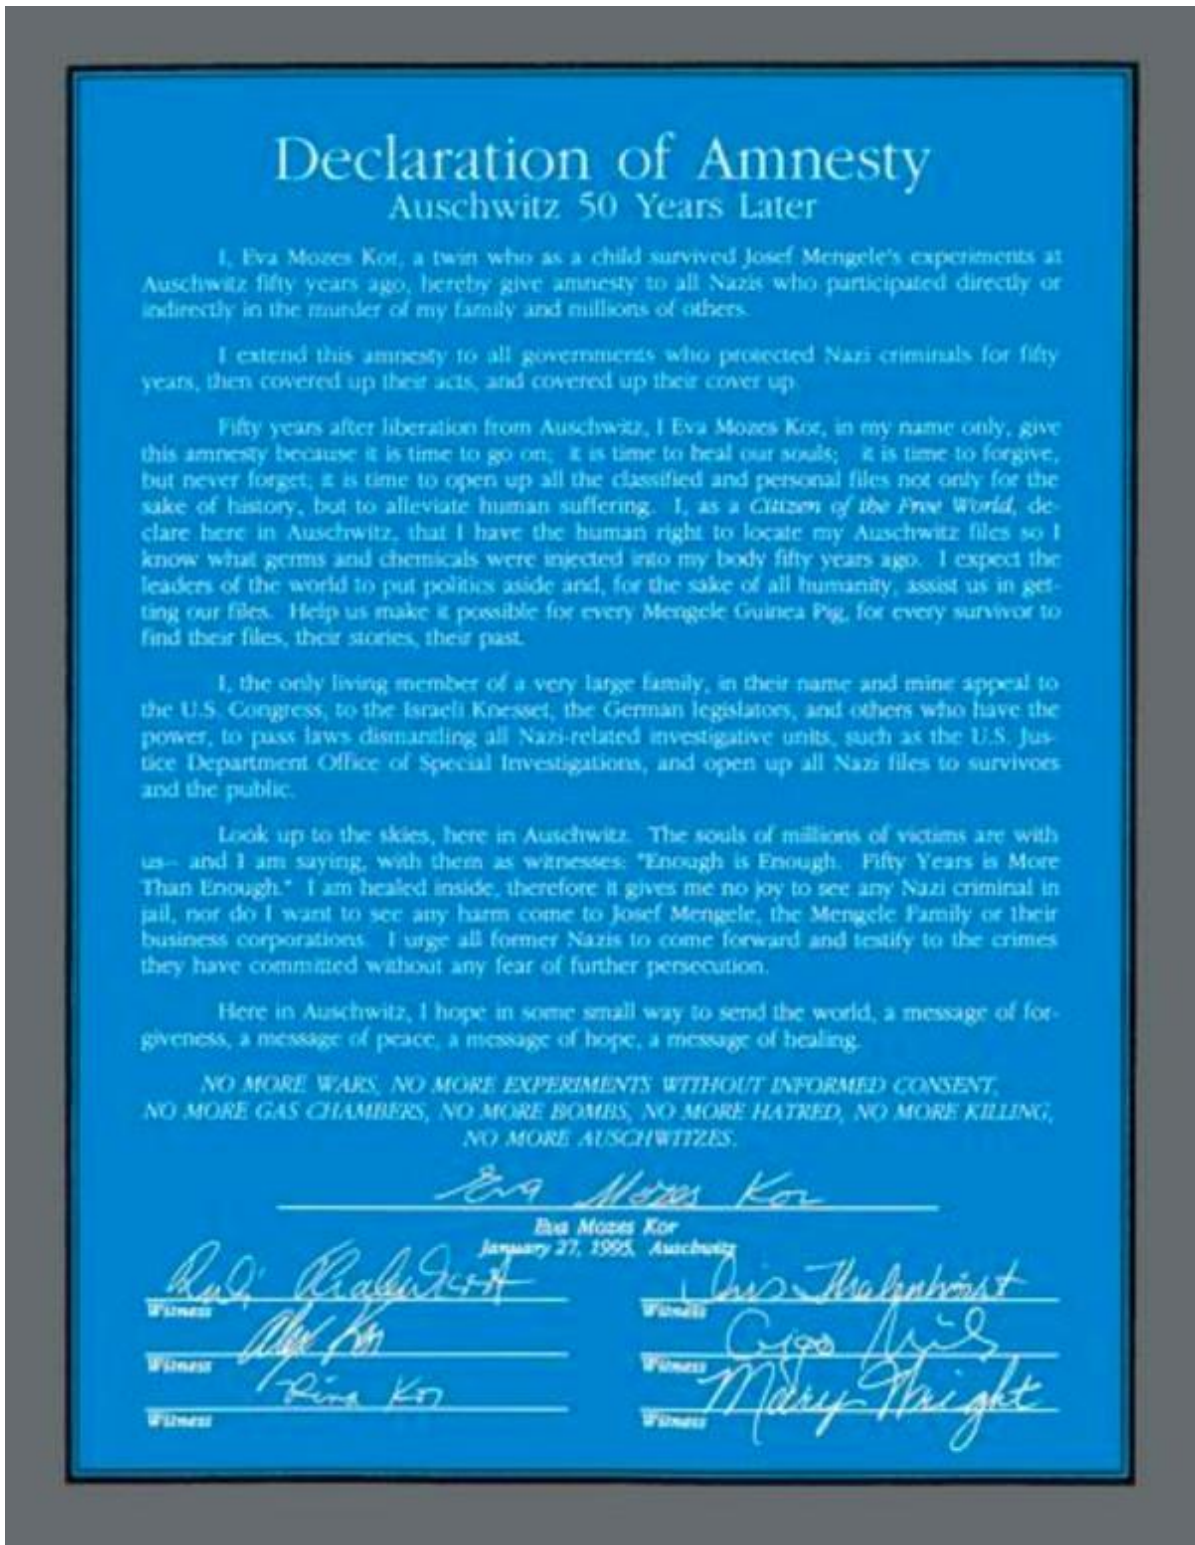 Declaration of Amnesty
Auschwitz 50 Years Later
I, Eva Mozes Kor, a twin who as a child survived Josef Mengele's experiments at
Auschwitz fifty years ago, hereby give amnesty to all Nazis who participated directly or
indirectly in the murder of my family and millions of others.
I extend this amnesty to all governments who protected Nazi criminals for fifty
years, then covered up their acts, and covered up their cover up.
Fifty years after liberation from Auschwitz, I Eva Mozes Kor, in my name only, give
this amnesty because it is time to go on; it is time to heal our souls; it is time to forgive,
but never forget; it is time to open up all the classified and personal files not only for the
sake of history, but to alleviate human suffering. I, as a Citizen of the Free World, de-
clare here in Auschwitz, that I have the human right to locate my Auschwitz files so I
know what germs and chemicals were injected into my body fifty years ago. I expect the
leaders of the world to put politics aside and, for the sake of all humanity, assist us in get-
ting our files. Help us make it possible for every Mengele Guinea Pig, for every survivor to
find their files, their stories, their past.
I, the only living member of a very large family, in their name and mine appeal to
the U.S. Congress, to the Israeli Knesset, the German legislators, and others who have the
power, to pass laws dismantling all Nazi-related investigative units, such as the U.S. Jus-
tice Department Office of Special Investigations, and open up all Nazi files to survivors
and the public.
Look up to the skies, here in Auschwitz. The souls of millions of victims are with
us-- and I am saying, with them as witnesses: "Enough is Enough. Fifty Years is More
Than Enough." I am healed inside, therefore it gives me no joy to see any Nazi criminal in
jail, nor do I want to see any harm come to Josef Mengele, the Mengele Family or their
business corporations. I urge all former Nazis to come forward and testify to the crimes
they have committed without any fear of further persecution.
Here in Auschwitz, I hope in some small way to send the world, a message of for-
giveness, a message of peace, a message of hope, a message of healing.
NO MORE WARS, NO MORE EXPERIMENTS WITHOUT INFORMED CONSENT,
NO MORE GAS CHAMBERS, NO MORE BOMBS, NO MORE HATRED, NO MORE KILLING,
NO MORE AUSCHWITZES.
Eva Mozes Kor
Eva Mozes Kor
January 27, 1995, Auschwitz
Witness
Witness
Alex Kor
Witness
Witness
Rina Kor
Mary Wright
Witness
Witness